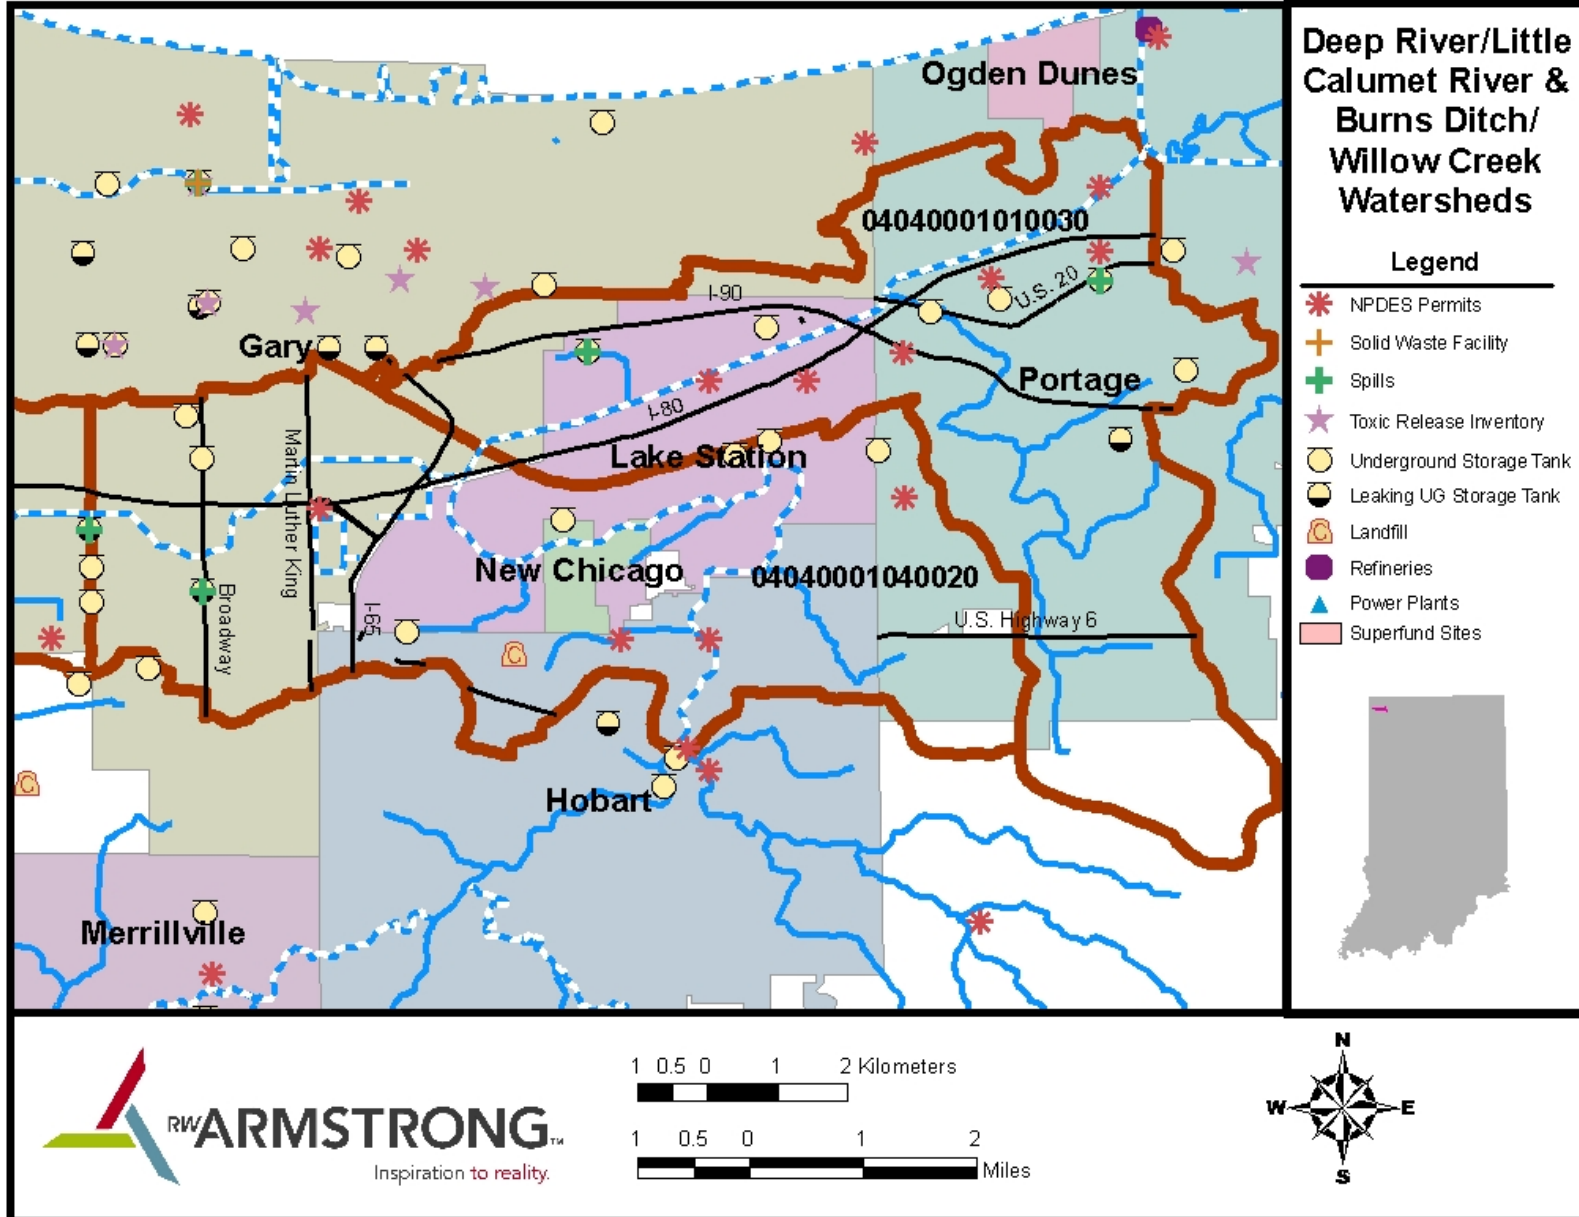 Deep River/Little
Calumet River &
Burns Ditch/
Willow Creek
Watersheds
Legend
NPDES Permits
Solid Waste Facility
Spills
Toxic Release Inventory
Underground Storage Tank
Leaking UG Storage Tank
C Landfill
Refineries
Power Plants
Superfund Sites
Ogden Dunes
04040001010030
U.S. 20
I-90
Gary
Portage
I-80
Lake Station
Martin Luther King
New Chicago
04040001040020
Broadway
I-65
U.S. Highway 6
C
C
Hobart
Merrillville
RWARMSTRONG™
Inspiration to reality.
1 0.5 0 1 2 Kilometers
1 0.5 0 1 2
Miles
N
W E
S